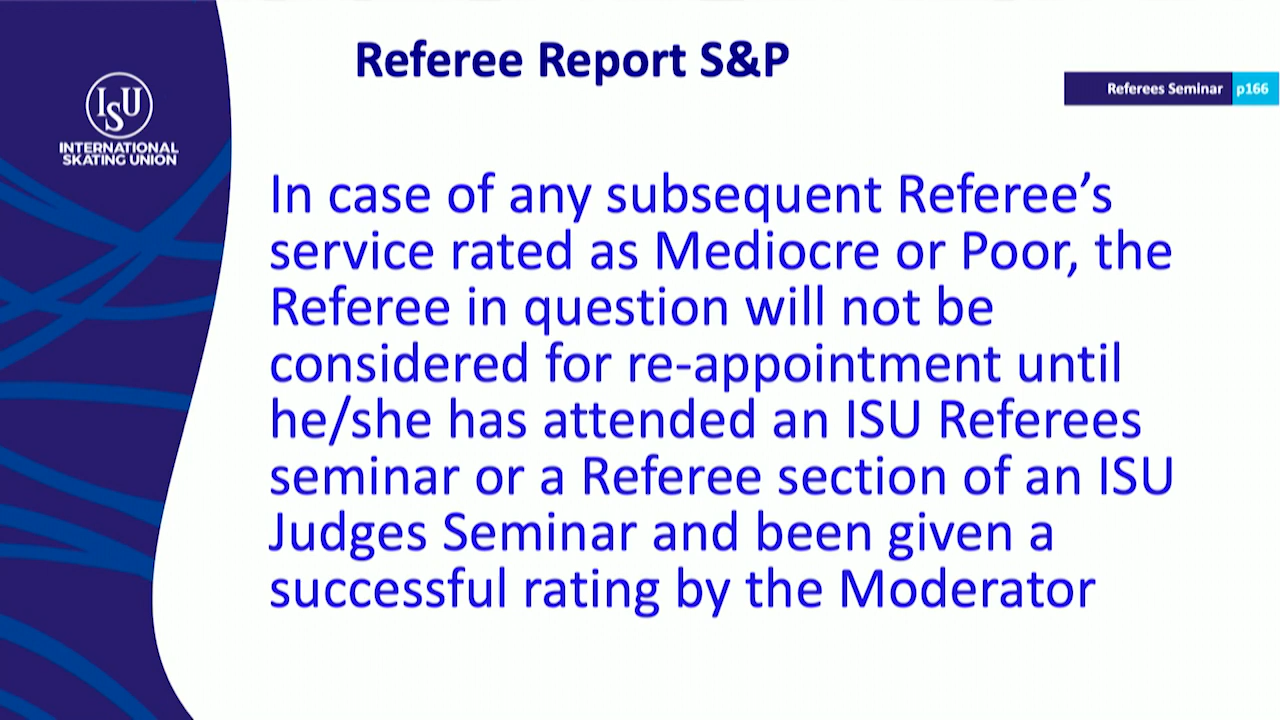 Referee Report S&P
Referees Seminar p166
ISU
INTERNATIONAL
SKATING UNION
In case of any subsequent Referee’s
service rated as Mediocre or Poor, the
Referee in question will not be
considered for re-appointment until
he/she has attended an ISU Referees
seminar or a Referee section of an ISU
Judges Seminar and been given a
successful rating by the Moderator